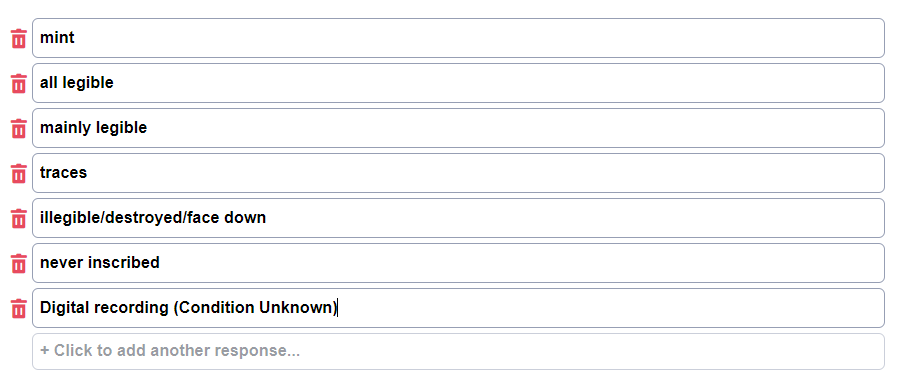 mint
all legible
mainly legible
traces
illegible/destroyed/face down
never inscribed
Digital recording (Condition Unknown)
+ Click to add another response...